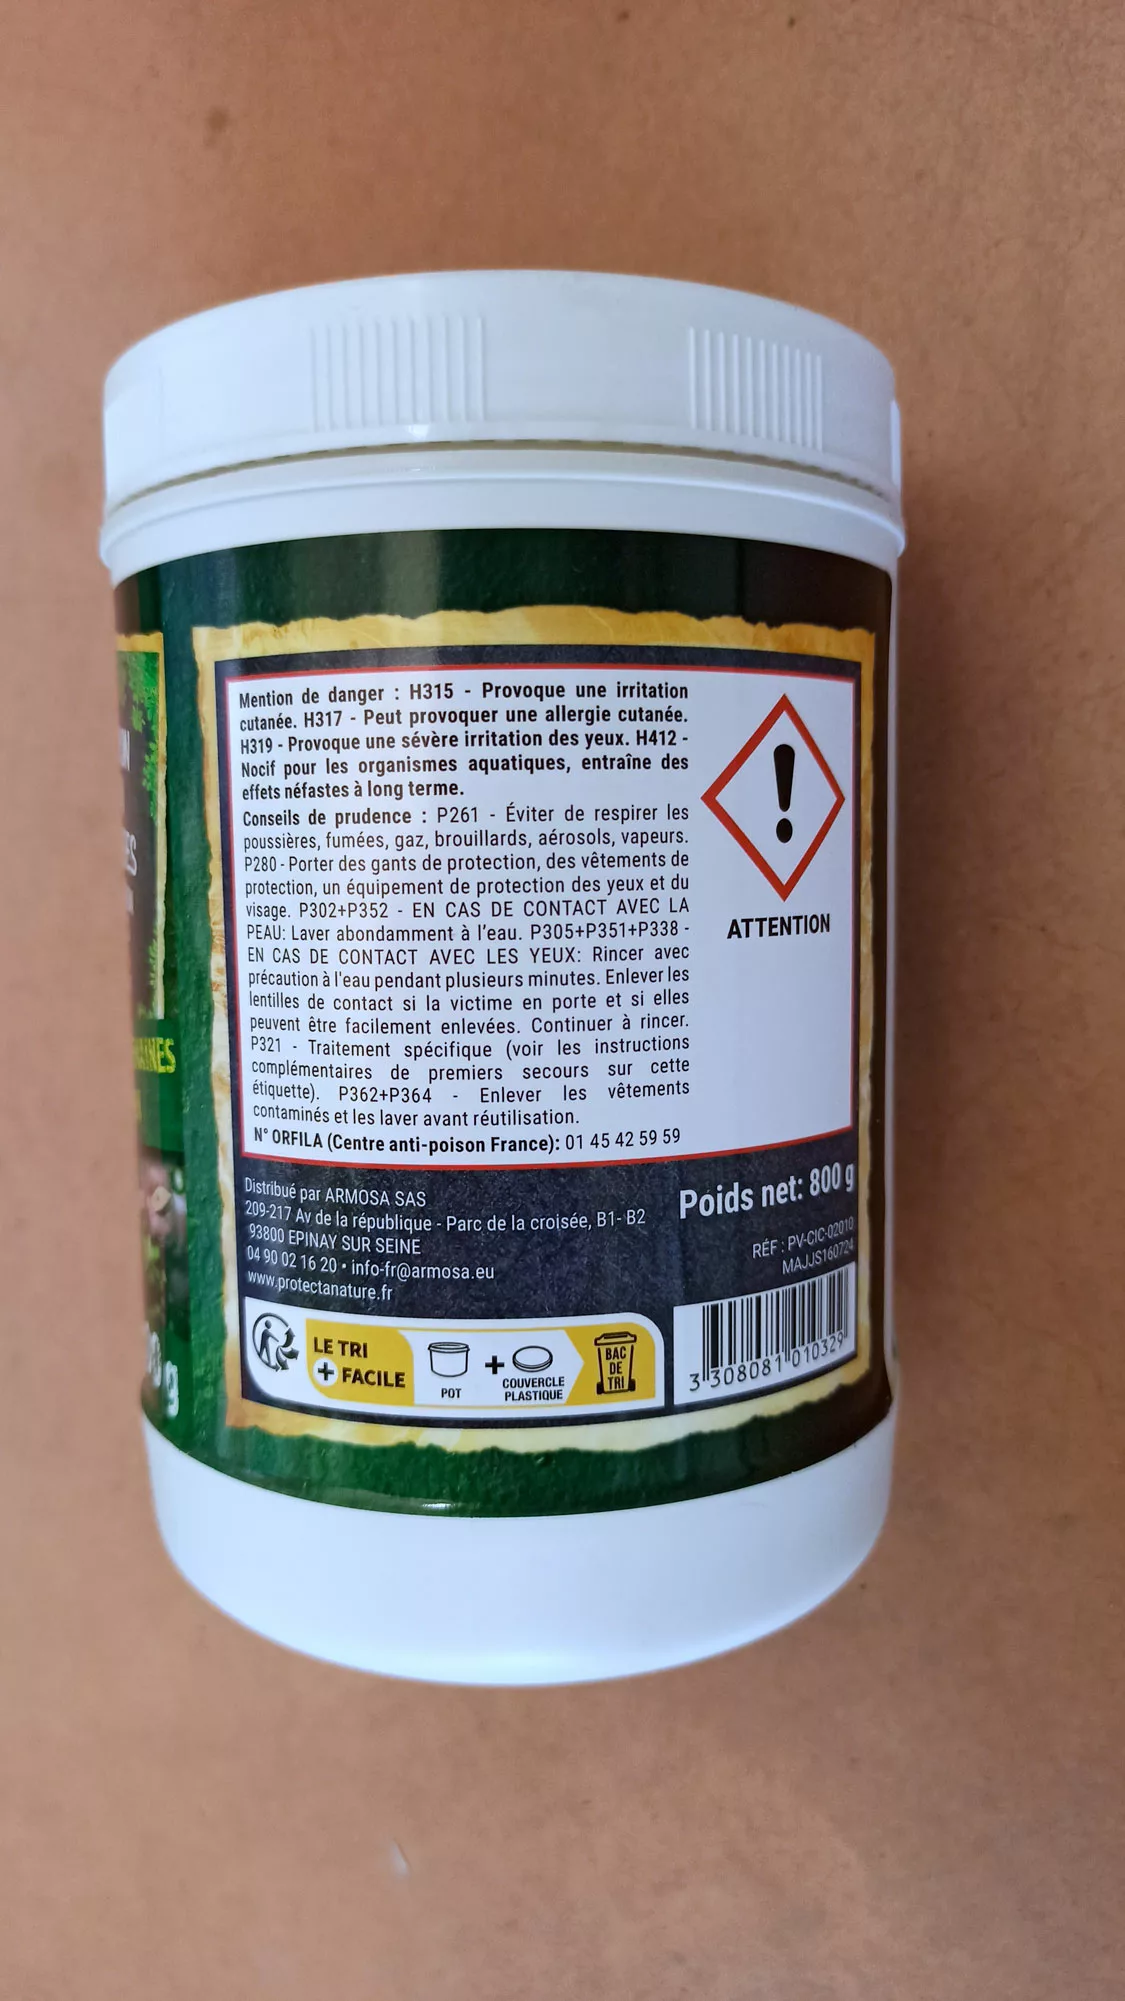 Mention de danger : H315 - Provoque une irritation
cutanée. H317 - Peut provoquer une allergie cutanée.
H319 - Provoque une sévère irritation des yeux. H412 -
Nocif pour les organismes aquatiques, entraîne des
effets néfastes à long terme.
Conseils de prudence : P261 - Éviter de respirer les
poussières, fumées, gaz, brouillards, aérosols, vapeurs.
P280 - Porter des gants de protection, des vêtements de
protection, un équipement de protection des yeux et du
visage. P302+P352 - EN CAS DE CONTACT AVEC LA
PEAU: Laver abondamment à l'eau. P305+P351+P338 -
EN CAS DE CONTACT AVEC LES YEUX: Rincer avec
précaution à l'eau pendant plusieurs minutes. Enlever les
lentilles de contact si la victime en porte et si elles
peuvent être facilement enlevées. Continuer à rincer.
P321 - Traitement spécifique (voir les instructions
complémentaires de premiers secours sur cette
étiquette). P362+P364 - Enlever les vêtements
contaminés et les laver avant réutilisation.
N° ORFILA (Centre anti-poison France): 01 45 42 59 59
ATTENTION
Distribué par ARMOSA SAS
209-217 Av de la république - Parc de la croisée, B1- B2
93800 EPINAY SUR SEINE
04 90 02 16 20 • info-fr@armosa.eu
www.protectanature.fr
Poids net: 800 g
RÉF : PV-CIC-02010
MAJJS160724
LE TRI
+ FACILE
POT
+
COUVERCLE
PLASTIQUE
BAC
DE
TRI
3 308081 010329